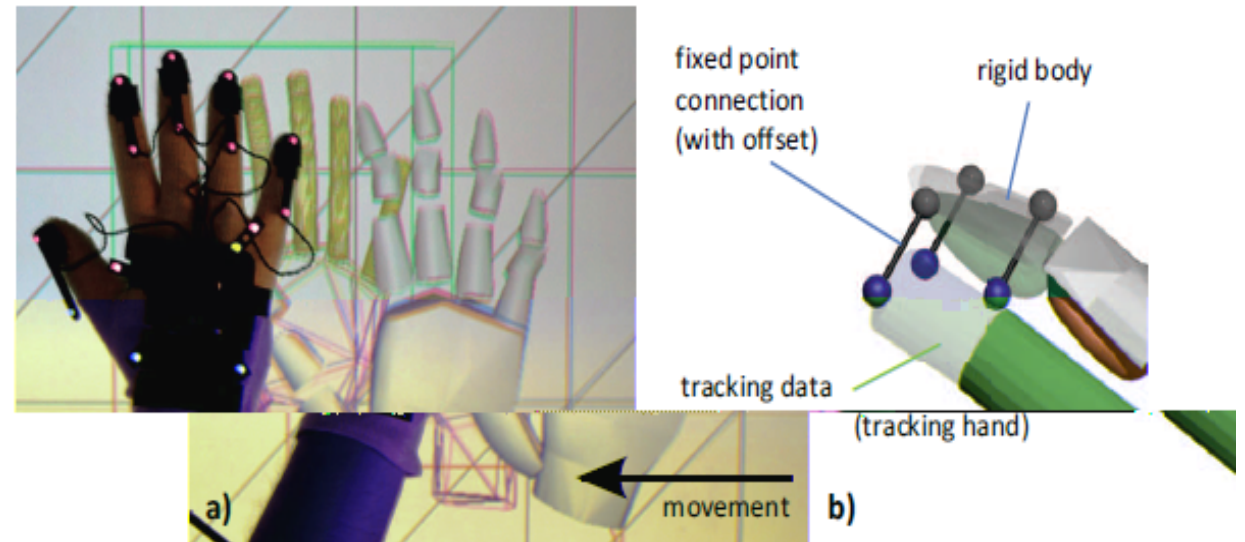 fixed point
connection
(with offset)
rigid body
tracking data
(tracking hand)
movement
a)
b)